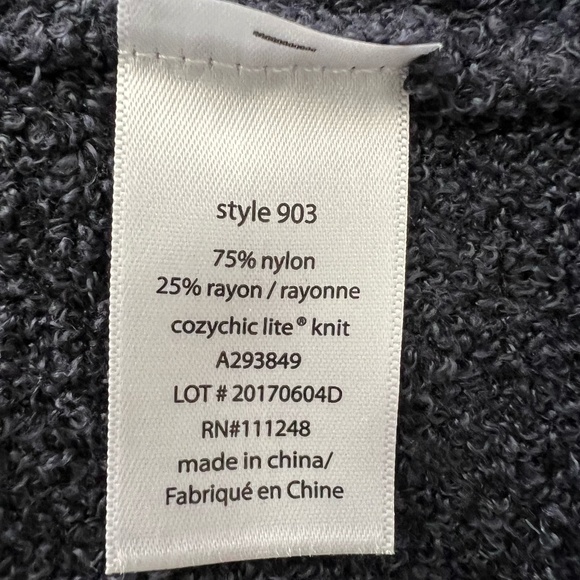 style 903
75% nylon
25% rayon / rayonne
cozychic lite® knit
A293849
LOT # 20170604D
RN#111248
made in china/
Fabriqué en Chine